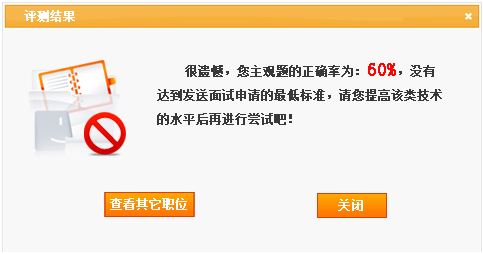 评测结果
很遗憾，您主观题的正确率为：60%，没有
达到发送面试申请的最低标准，请您提高该类技术
的水平后再进行尝试吧！
查看其它职位
关闭